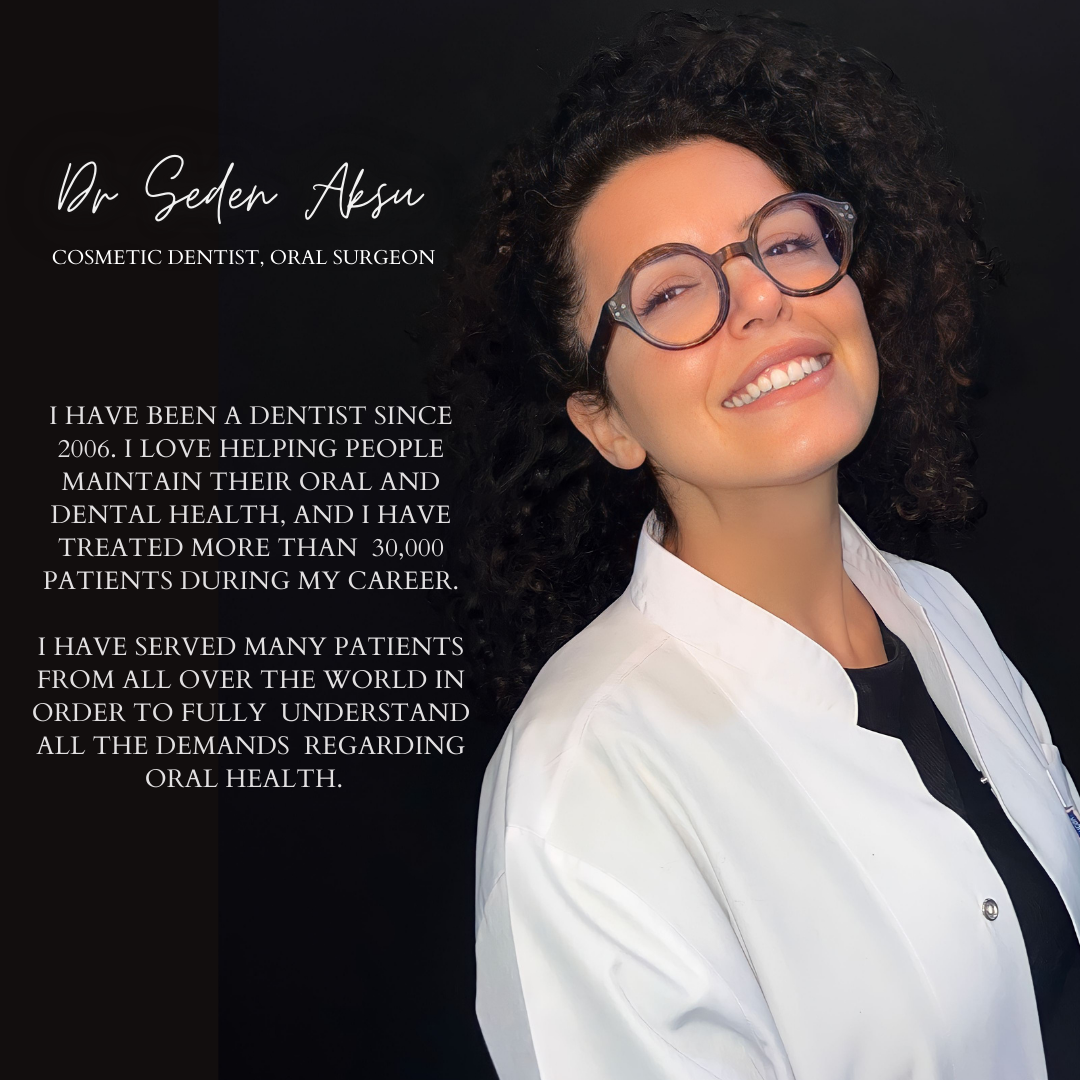 Dr Seden Aksu
COSMETIC DENTIST, ORAL SURGEON
I HAVE BEEN A DENTIST SINCE
2006. I LOVE HELPING PEOPLE
MAINTAIN THEIR ORAL AND
DENTAL HEALTH, AND I HAVE
TREATED MORE THAN 30,000
PATIENTS DURING MY CAREER.
I HAVE SERVED MANY PATIENTS
FROM ALL OVER THE WORLD IN
ORDER TO FULLY UNDERSTAND
ALL THE DEMANDS REGARDING
ORAL HEALTH.